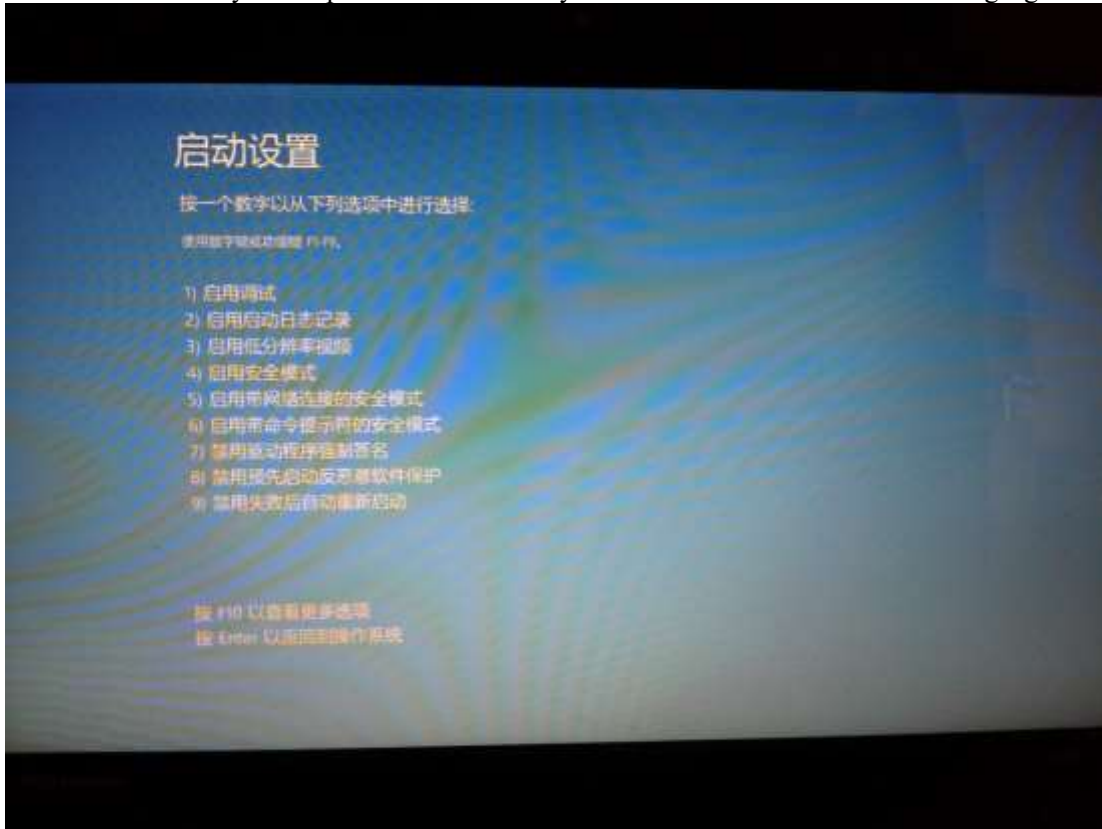 启动设置
按一个数字以从下列选项中进行选择:
使用数字键或功能键 F1-F9。
1) 启用调试
2) 启用启动日志记录
3) 启用低分辨率视频
4) 启用安全模式
5) 启用带网络连接的安全模式
6) 启用带命令提示符的安全模式
7) 禁用驱动程序强制签名
8) 禁用预先启动反恶意软件保护
9) 禁用失败后自动重新启动
按 F10 以查看更多选项
按 Enter 以返回到操作系统